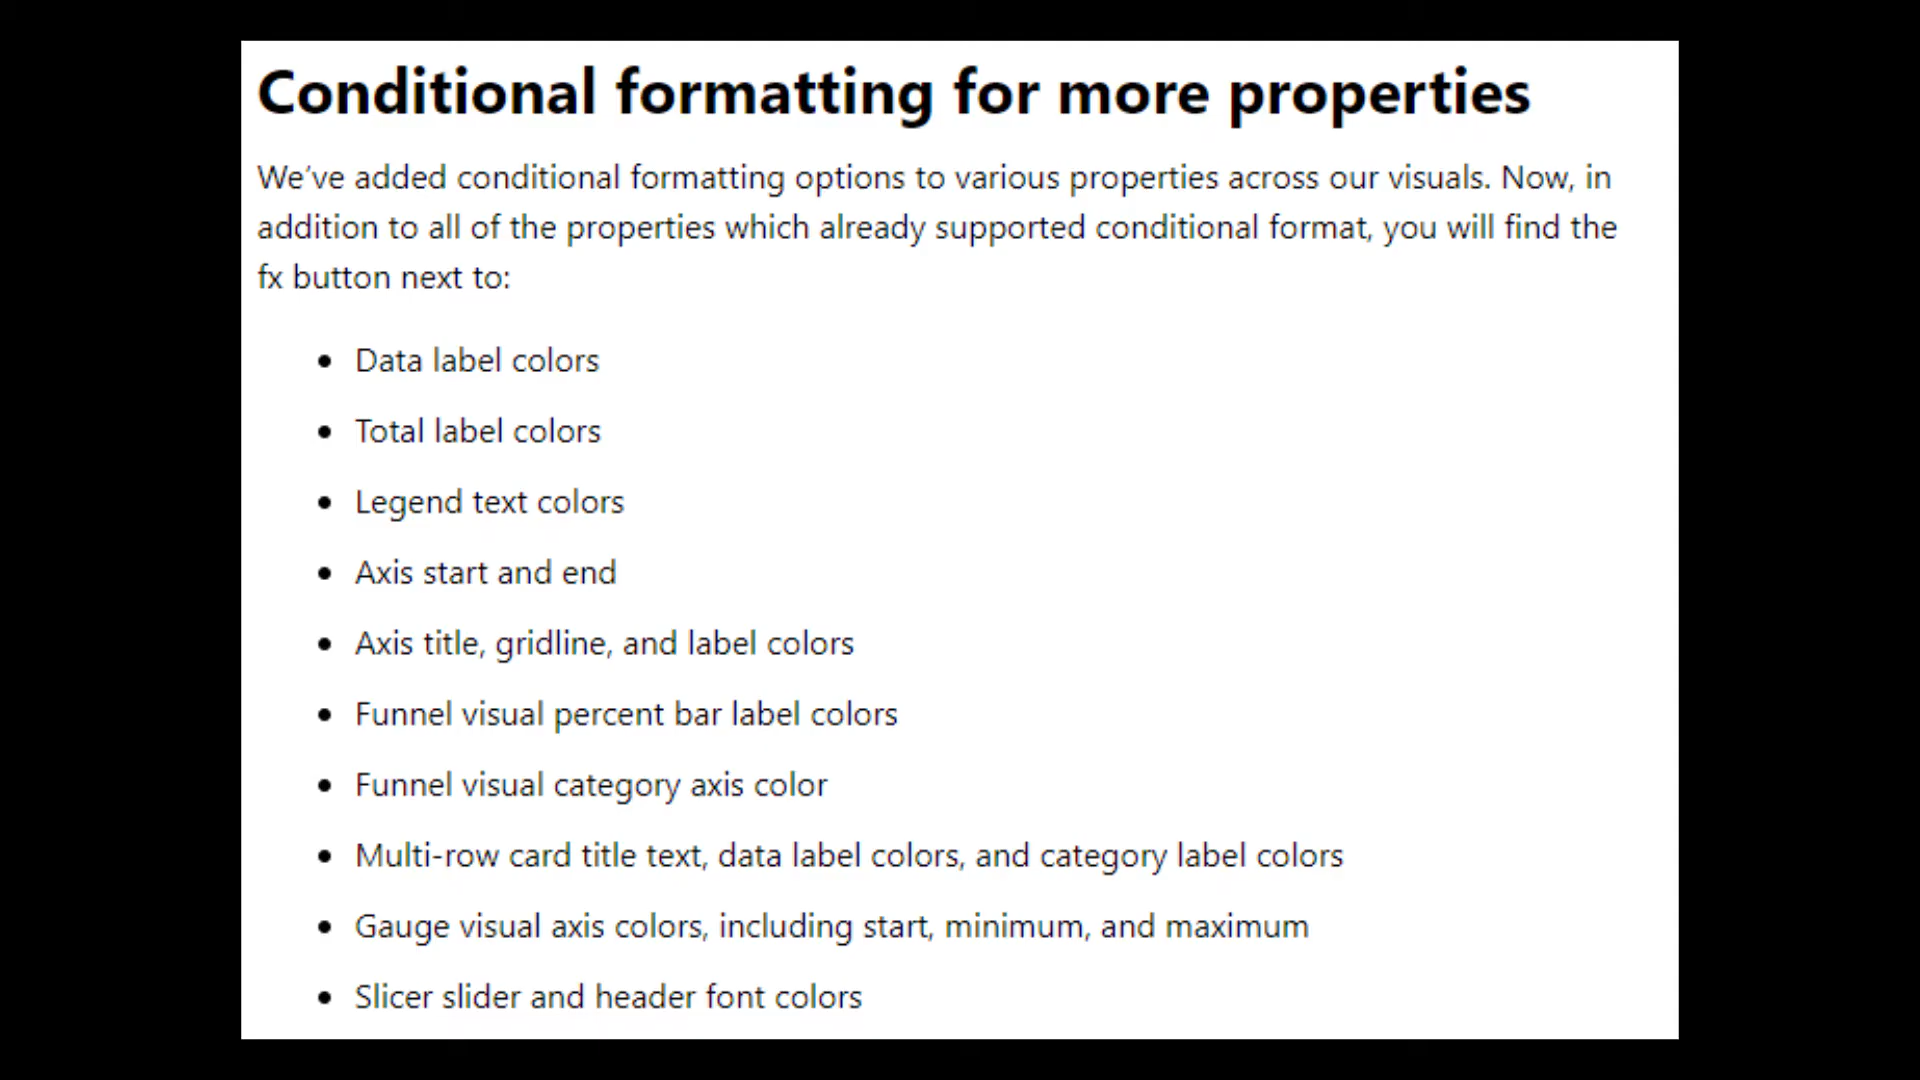 Conditional formatting for more properties
We've added conditional formatting options to various properties across our visuals. Now, in
addition to all of the properties which already supported conditional format, you will find the
fx button next to:
• Data label colors
• Total label colors
• Legend text colors
• Axis start and end
• Axis title, gridline, and label colors
• Funnel visual percent bar label colors
• Funnel visual category axis color
• Multi-row card title text, data label colors, and category label colors
• Gauge visual axis colors, including start, minimum, and maximum
• Slicer slider and header font colors